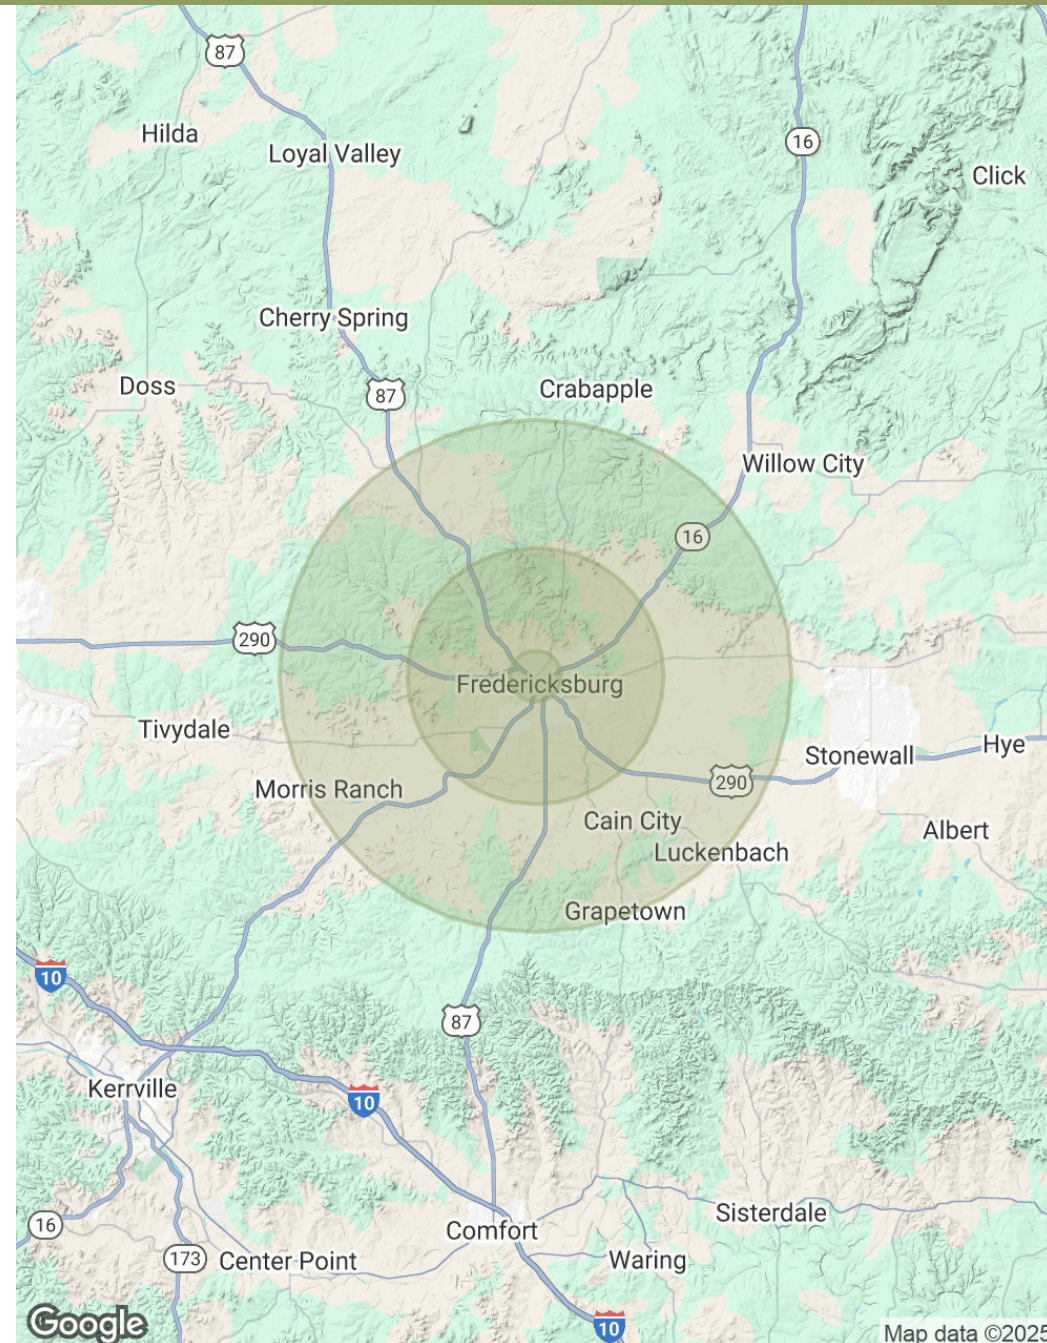 87
Hilda
Loyal Valley
16
Click
Cherry Spring
Doss
87
Crabapple
Willow City
16
290
Fredericksburg
Tivydale
Stonewall
Hye
Morris Ranch
290
Cain City
Albert
Luckenbach
Grapetown
10
87
Kerrville
10
16
Comfort
Sisterdale
173
Center Point
Waring
Google
10
Map data ©2025